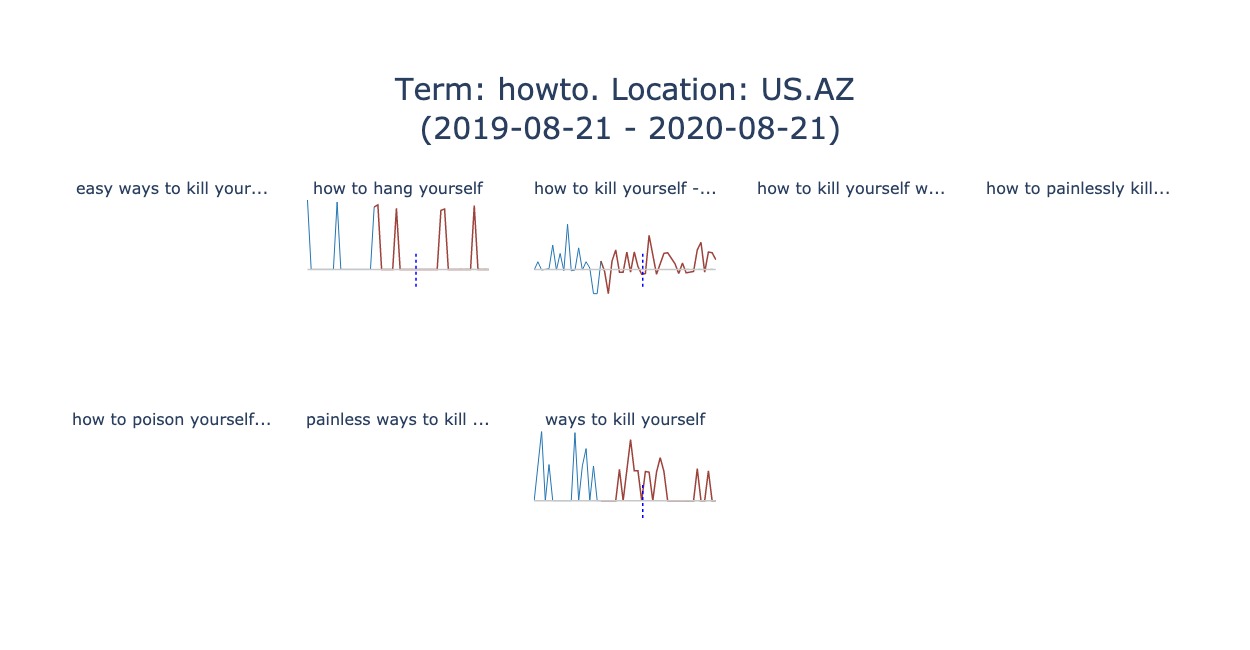 Term: howto. Location: US.AZ
(2019-08-21 - 2020-08-21)
easy ways to kill your...
how to hang yourself
how to kill yourself -...
how to kill yourself w...
how to painlessly kill...
how to poison yourself...
painless ways to kill ...
ways to kill yourself